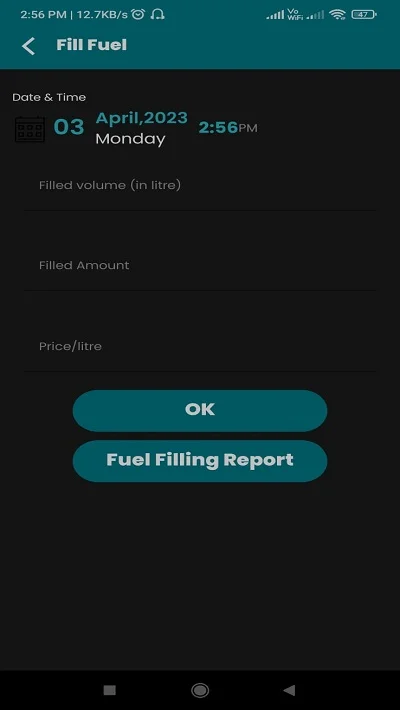 2:56 PM | 12.7KB/s
Vo
WiFi
47
Fill Fuel
Date & Time
03
April,2023
Monday
2:56PM
Filled volume (in litre)
Filled Amount
Price/litre
OK
Fuel Filling Report